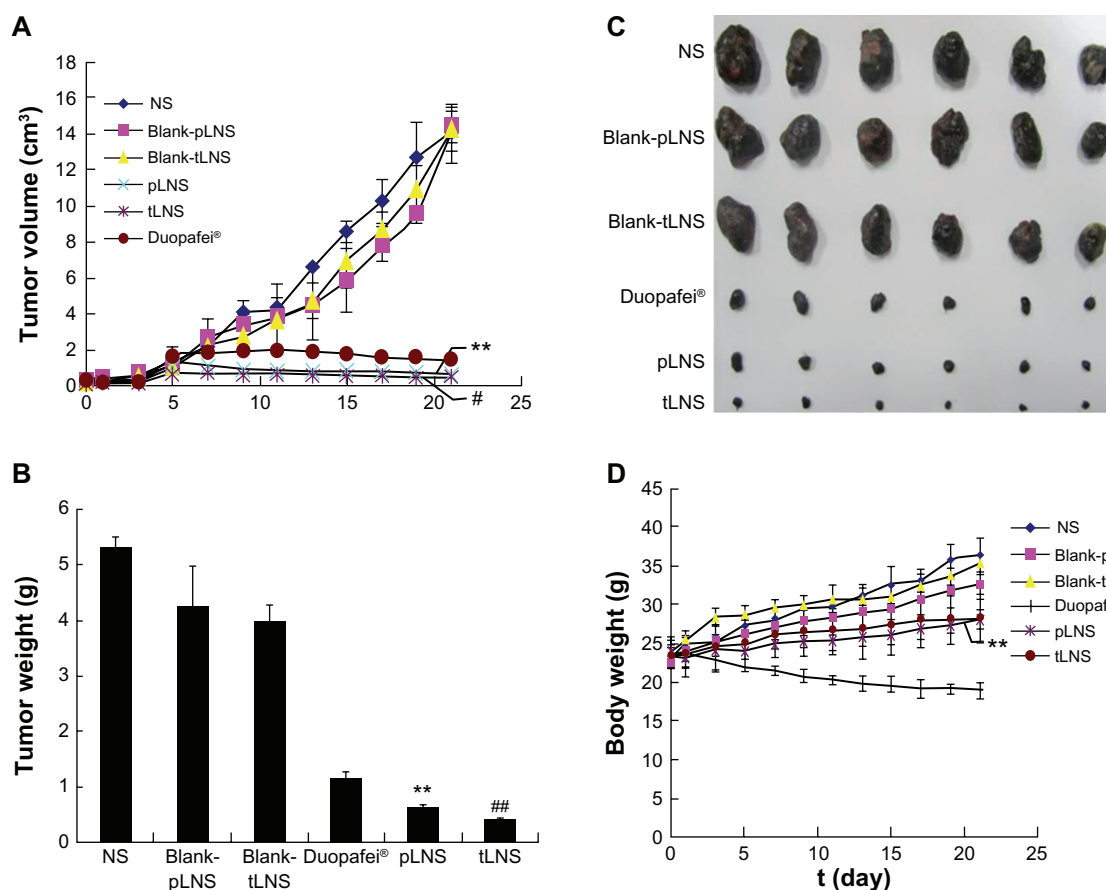 A
Tumor volume (cm³)
18
16
14
12
10
8
6
4
2
0
0
5
10
15
20
25
NS
Blank-pLNS
Blank-tLNS
pLNS
tLNS
Duopafei®
**
#
C
NS
Blank-pLNS
Blank-tLNS
Duopafei®
pLNS
tLNS
B
Tumor weight (g)
6
5
4
3
2
1
0
**
##
NS
Blank-
pLNS
Blank-
tLNS
Duopafei®
pLNS
tLNS
D
Body weight (g)
45
40
35
30
25
20
15
10
5
0
0
5
10
15
20
25
t (day)
NS
Blank-p
Blank-t
Duopaf
pLNS
tLNS
**